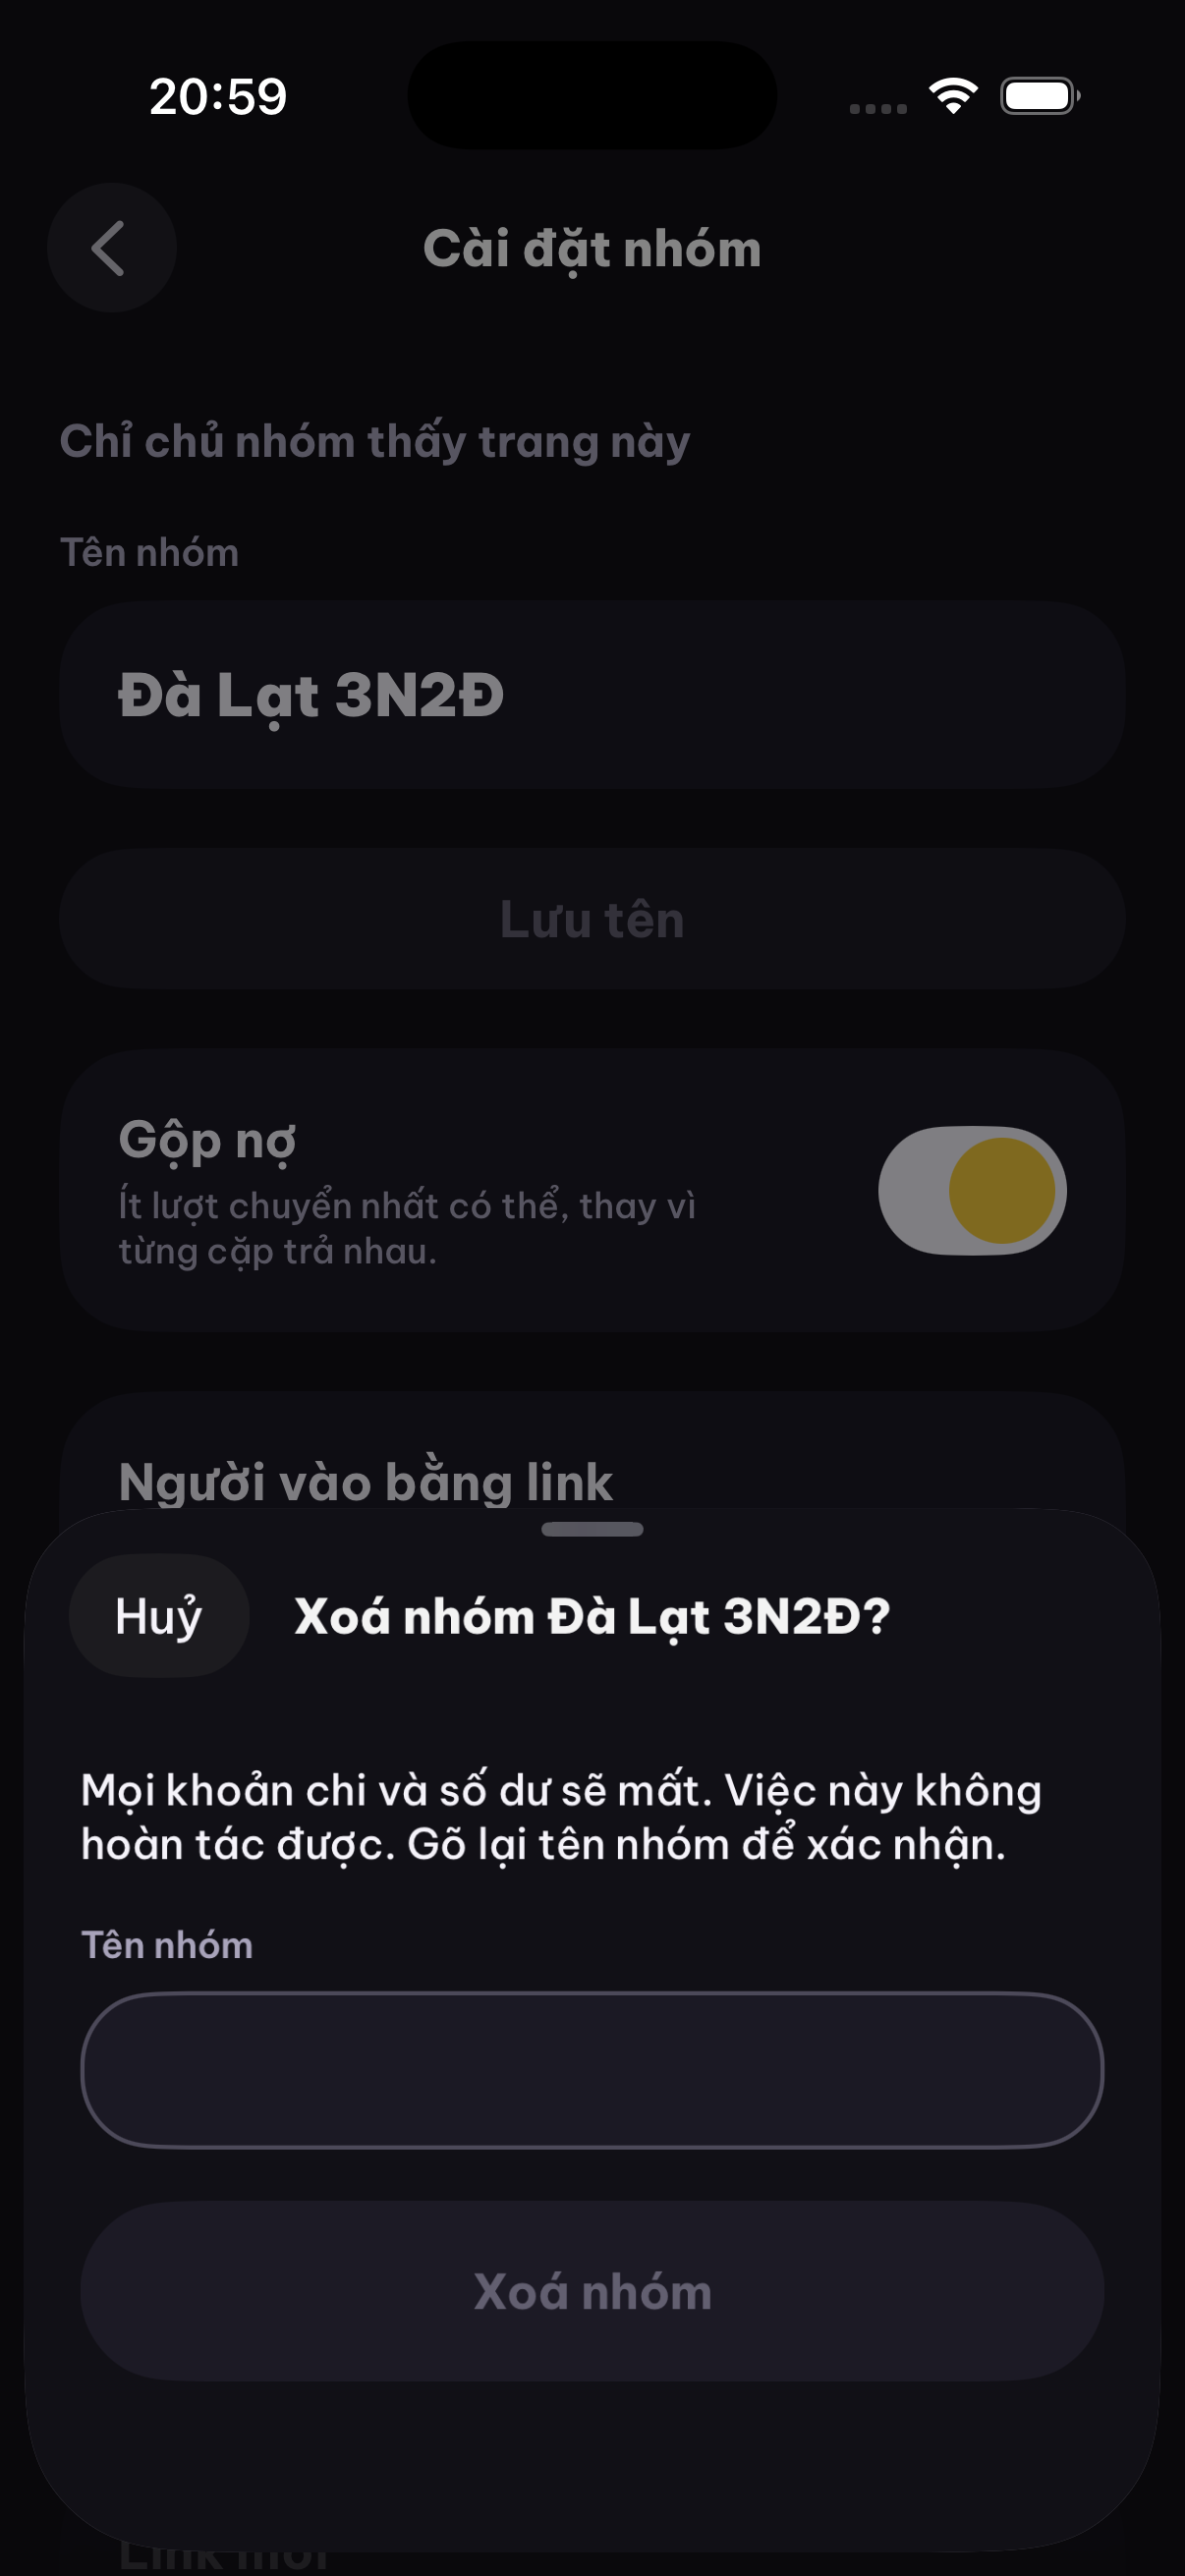 20:59
Cài đặt nhóm
Chỉ chủ nhóm thấy trang này
Tên nhóm
Đà Lạt 3N2Đ
Lưu tên
Gộp nợ
Ít lượt chuyển nhất có thể, thay vì
từng cặp trả nhau.
Người vào bằng link
Huỷ
Xoá nhóm Đà Lạt 3N2Đ?
Mọi khoản chi và số dư sẽ mất. Việc này không
hoàn tác được. Gõ lại tên nhóm để xác nhận.
Tên nhóm
Xoá nhóm
Link mời